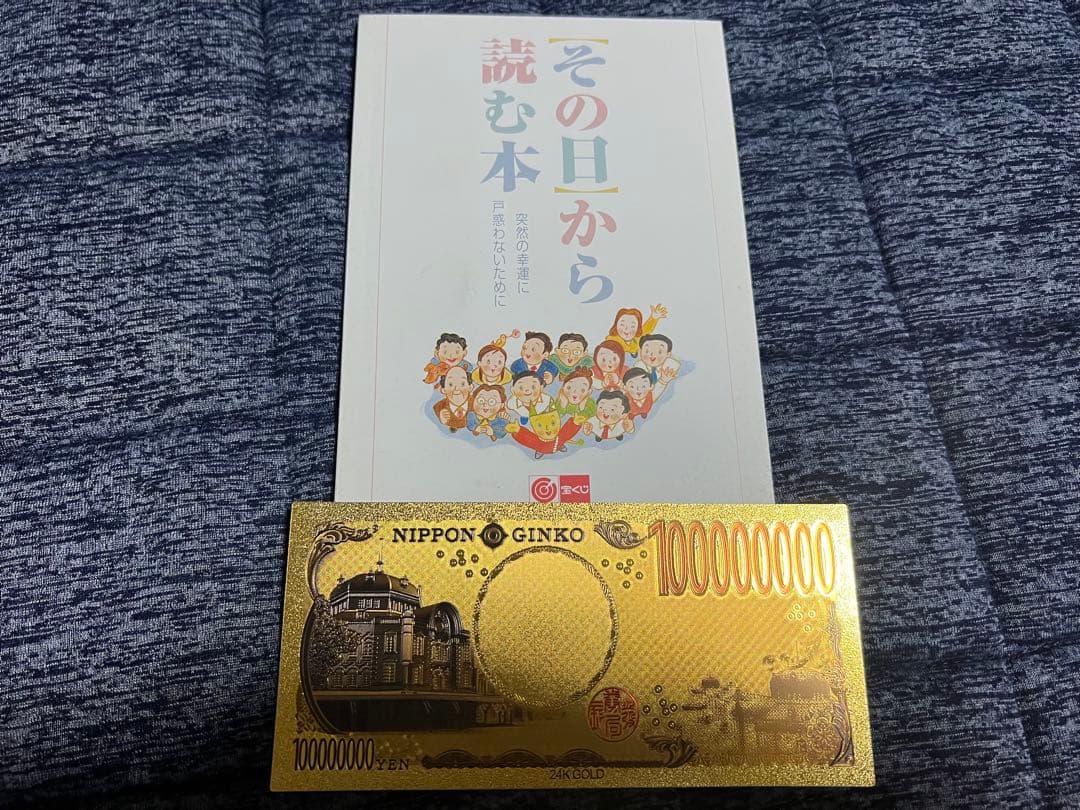 【その日】から
読む本
突然の幸運に
戸惑わないために
宝くじ
NIPPON GINKO
100000000
100000000 YEN
24K GOLD